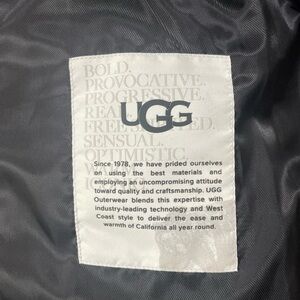 BOLD.
PROVOCATIVE.
PROGRESSIVE.
UGG
SENSUAL.
OPTIMISTIC.
Since 1978, we have prided ourselves
on using the best materials and
employing an uncompromising attitude
toward quality and craftsmanship. UGG
Outerwear blends this expertise with
industry-leading technology and West
Coast style to deliver the ease and
warmth of California all year round.